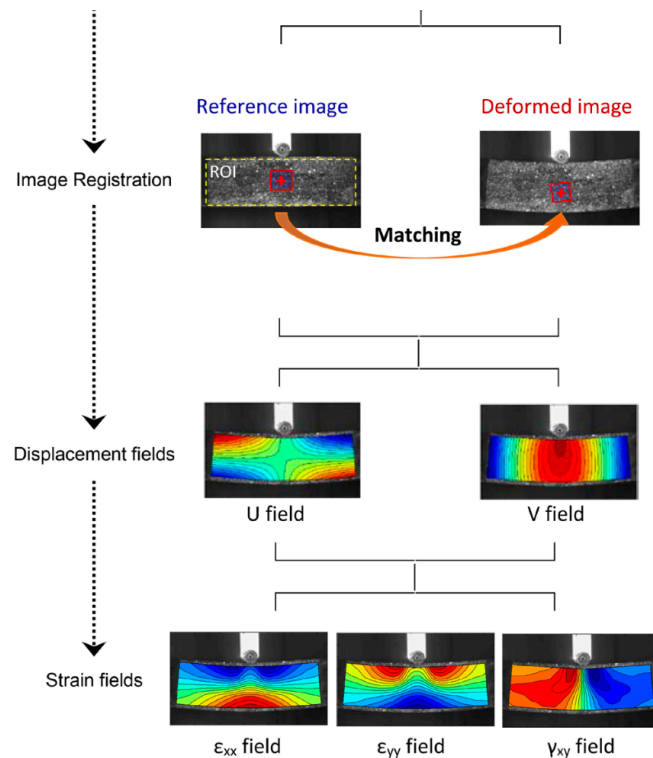 Reference image
Deformed image
ROI
Image Registration
Matching
Displacement fields
U field
V field
Strain fields
εxx field
εyy field
γxy field